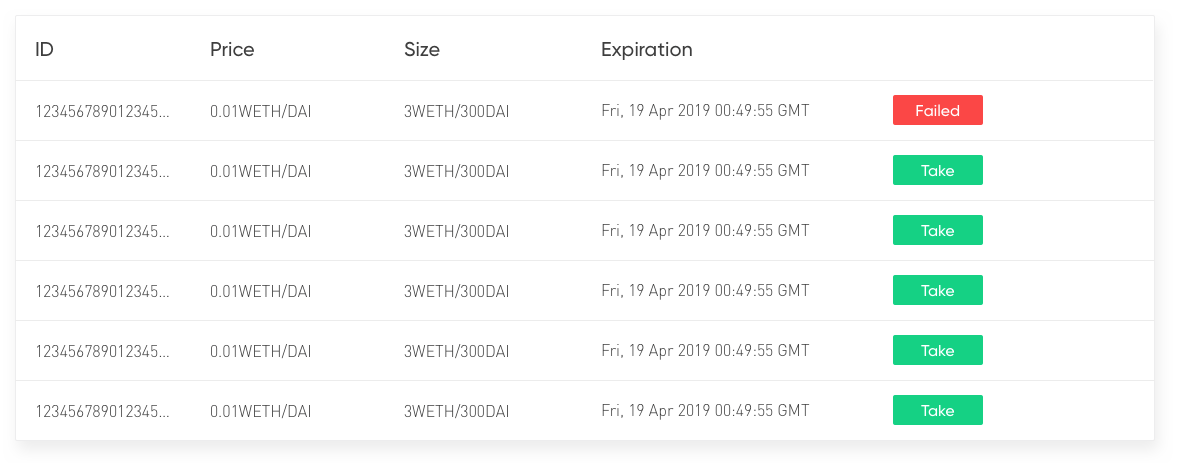 ID Price Size Expiration
123456789012345... 0.01WETH/DAI 3WETH/300DAI Fri, 19 Apr 2019 00:49:55 GMT Failed
123456789012345... 0.01WETH/DAI 3WETH/300DAI Fri, 19 Apr 2019 00:49:55 GMT Take
123456789012345... 0.01WETH/DAI 3WETH/300DAI Fri, 19 Apr 2019 00:49:55 GMT Take
123456789012345... 0.01WETH/DAI 3WETH/300DAI Fri, 19 Apr 2019 00:49:55 GMT Take
123456789012345... 0.01WETH/DAI 3WETH/300DAI Fri, 19 Apr 2019 00:49:55 GMT Take
123456789012345... 0.01WETH/DAI 3WETH/300DAI Fri, 19 Apr 2019 00:49:55 GMT Take